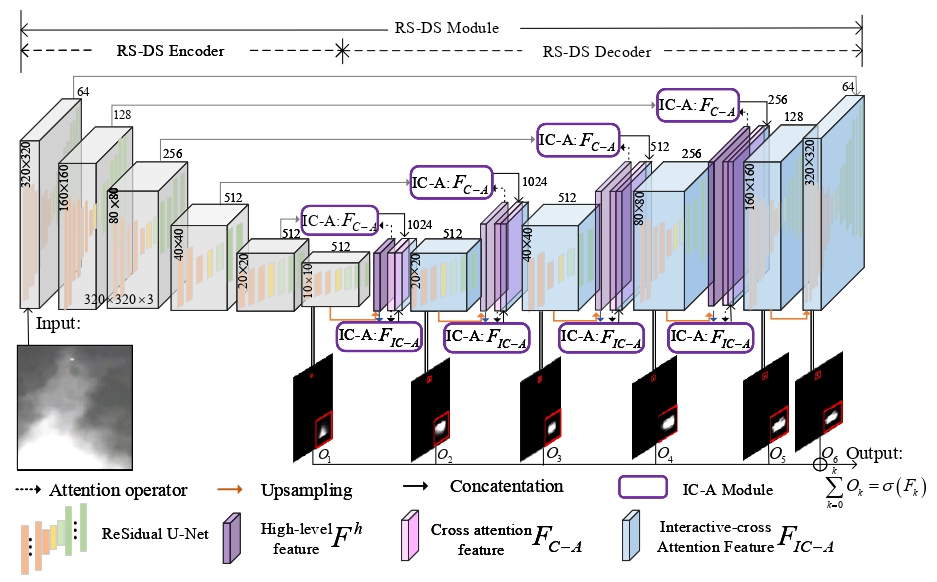 RS-DS Module
RS-DS Encoder
RS-DS Decoder
64
128
256
512
512
512
1024
512
1024
512
512
256
256
128
64
320×320
160×160
80×80
40×40
20×20
10×10
20×20
40×40
80×80
160×160
320×320
IC-A: F_{C-A}
IC-A: F_{C-A}
IC-A: F_{C-A}
IC-A: F_{C-A}
320×320×3
Input:
IC-A: F_{IC-A}
IC-A: F_{IC-A}
IC-A: F_{IC-A}
IC-A: F_{IC-A}
O_1
O_2
O_3
O_4
O_5
O_6
Output:
\sum_{k=0}^{k} O_k = σ(F_k)
Attention operator
Upsampling
Concatentation
IC-A Module
ReSidual U-Net
High-level
feature F^h
Cross attention
feature F_{C-A}
Interactive-cross
Attention Feature F_{IC-A}